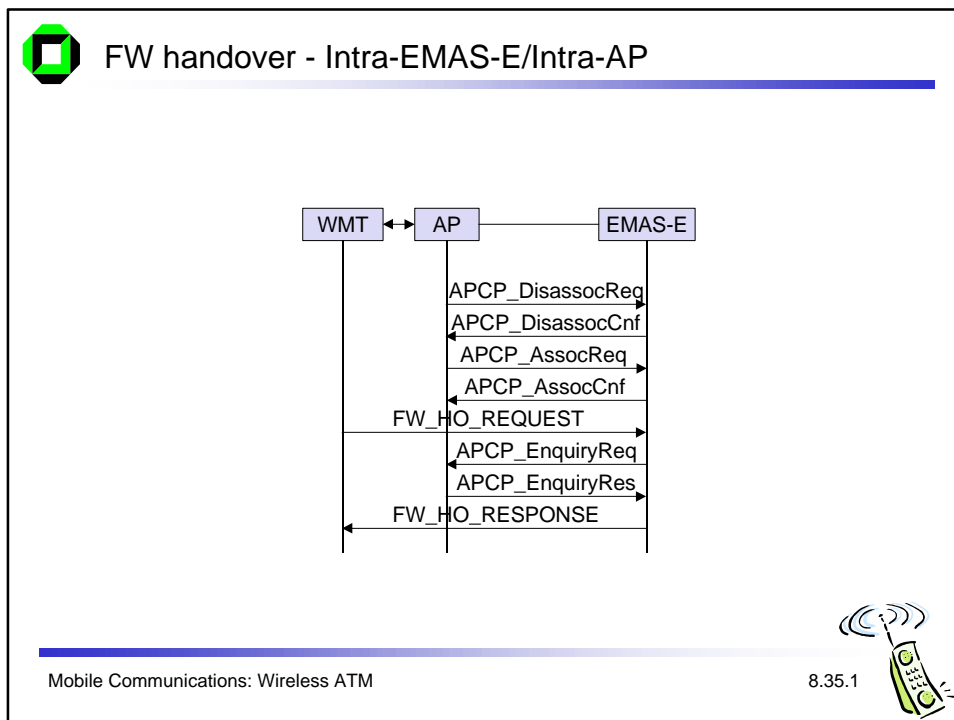 FW handover - Intra-EMAS-E/Intra-AP
WMT AP EMAS-E
APCP_DisassocReq
APCP_DisassocCnf
APCP_AssocReq
APCP_AssocCnf
FW_HO_REQUEST
APCP_EnquiryReq
APCP_EnquiryRes
FW_HO_RESPONSE
Mobile Communications: Wireless ATM 8.35.1